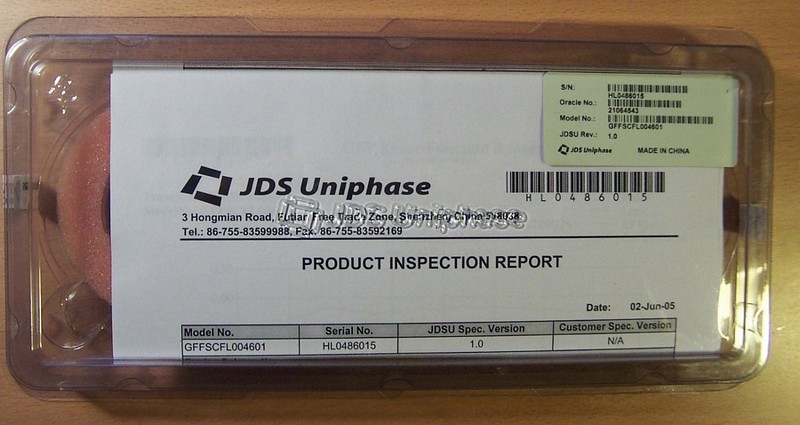 S/N:
HL0486015
Oracle No.:
21064543
Model No.:
GFFSCFL004601
JDSU Rev.: 1.0
JDS Uniphase MADE IN CHINA
JDS Uniphase
HL0486015
3 Hongmian Road, Futian Free Trade Zone, Shenzhen, China 518038
JDS Uniphase
Tel.: 86-755-83599988, Fax: 86-755-83592169
PRODUCT INSPECTION REPORT
Date: 02-Jun-05
Model No. Serial No. JDSU Spec. Version Customer Spec. Version
GFFSCFL004601 HL0486015 1.0 N/A